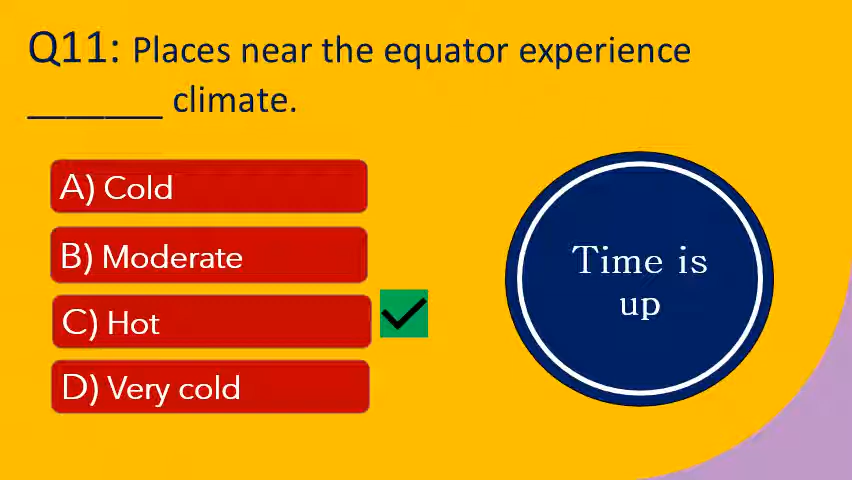 Q11: Places near the equator experience
_______ climate.
A) Cold
B) Moderate
C) Hot
D) Very cold
Time is
up